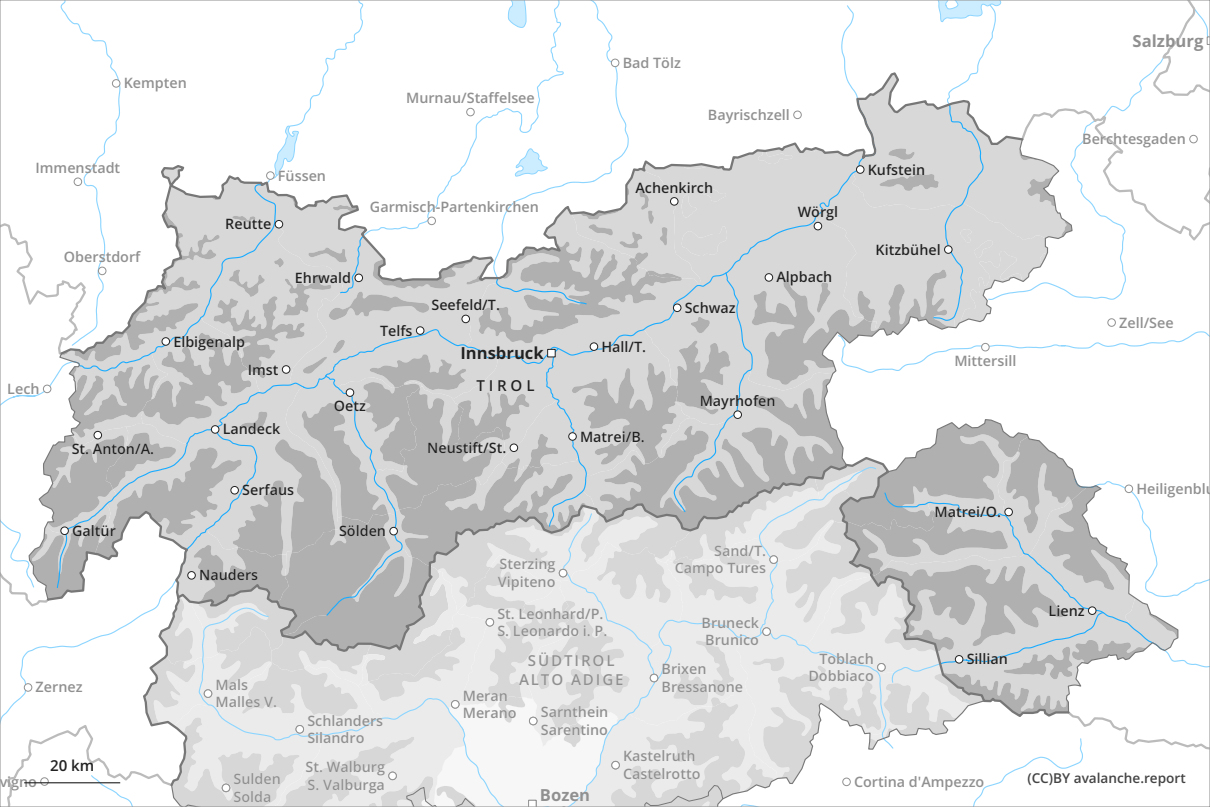 Salzburg
Bad Tölz
Kempten
Murnau/Staffelsee
Bayrischzell
Berchtesgaden
Immenstadt
Füssen
Kufstein
Achenkirch
Garmisch-Partenkirchen
Wörgl
Reutte
Kitzbühel
Oberstdorf
Ehrwald
Alpbach
Seefeld/T.
Schwaz
Zell/See
Telfs
Elbigenalp
Innsbruck
Hall/T.
Mittersill
Imst
TIROL
Lech
Oetz
Mayrhofen
Landeck
Matrei/B.
St. Anton/A.
Neustift/St.
Serfaus
Heiligenblu
Matrei/O.
Galtür
Sölden
Sand/T.
Campo Tures
Sterzing
Vipiteno
Nauders
St. Leonhard/P.
S. Leonardo i. P.
Lienz
Bruneck
Brunico
SÜDTIROL
ALTO ADIGE
Toblach
Dobbiaco
Sillian
Brixen
Bressanone
Zernez
Mals
Malles V.
Meran
Merano
Sarnthein
Sarentino
Schlanders
Silandro
Kastelruth
Castelrotto
St. Walburg
S. Valburga
20 km
vigno
Sulden
Solda
Cortina d'Ampezzo
(CC)BY avalanche.report
Bozen